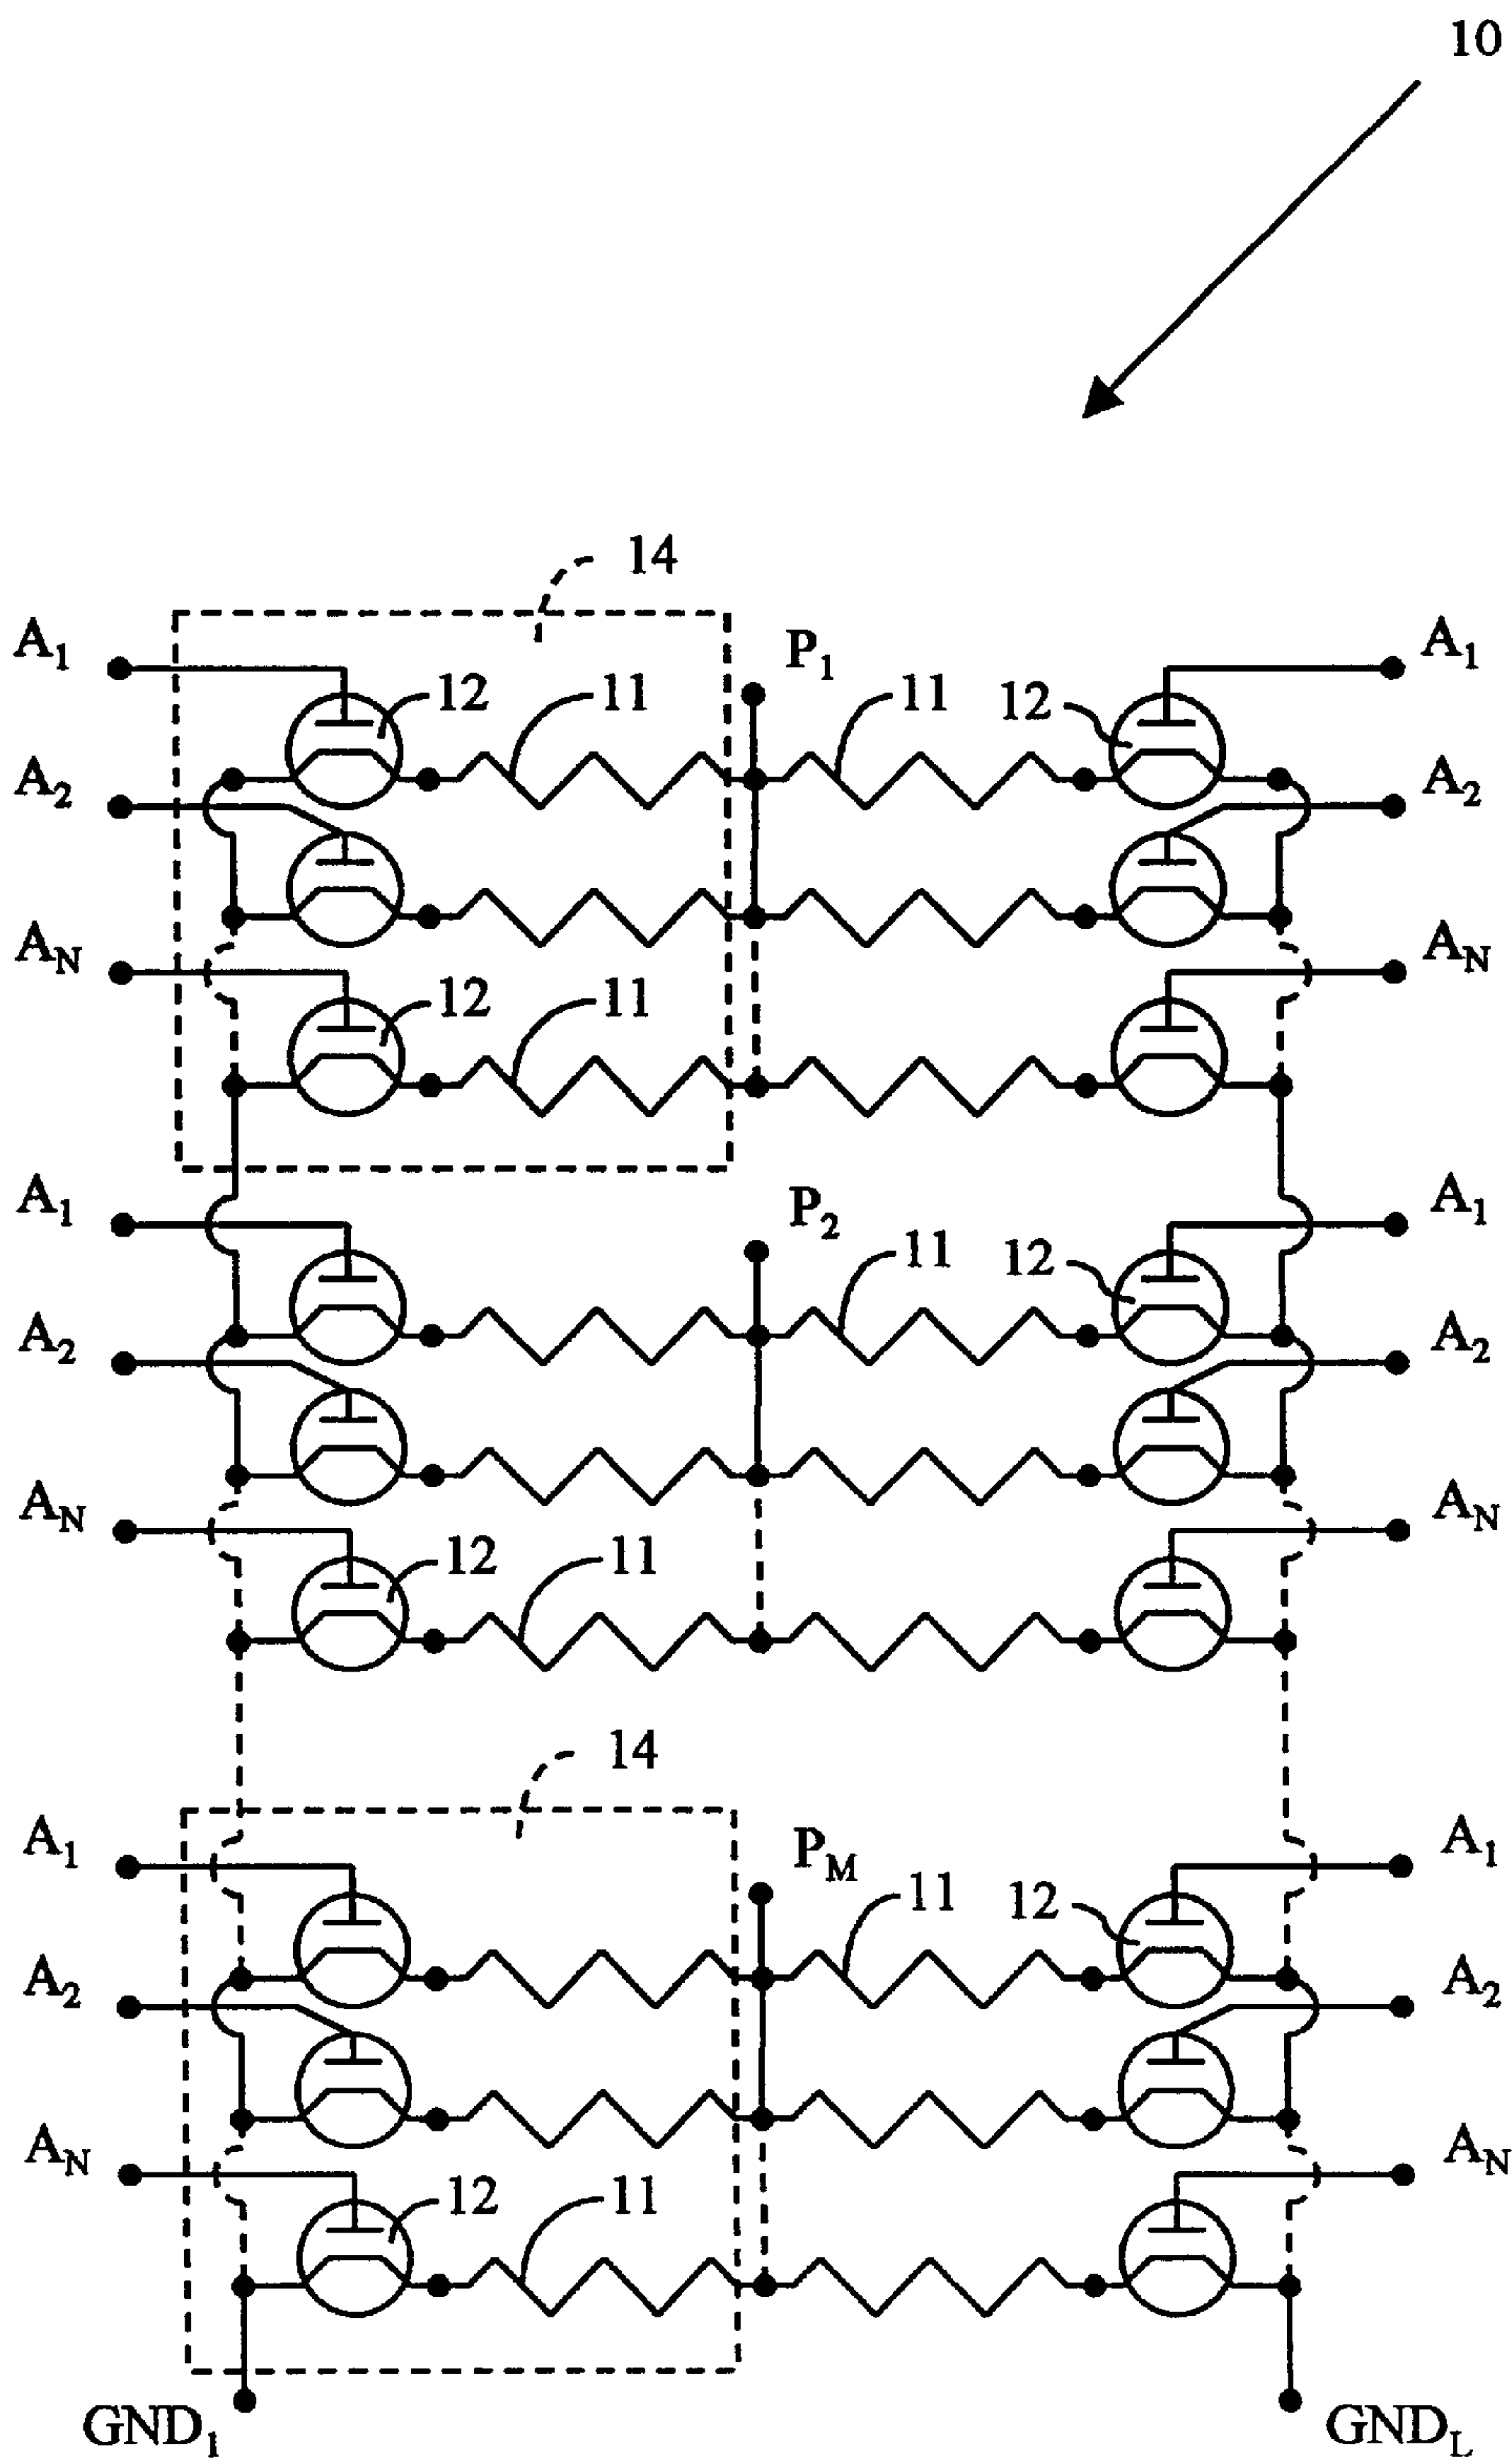 10
14
A1 P1 A1
12 11 11 12
A2 A2
AN AN
12 11
A1 P2 A1
11 12
A2 A2
AN AN
12 11
14
A1 PM A1
11 12
A2 A2
AN AN
12 11
GND1 GNDL